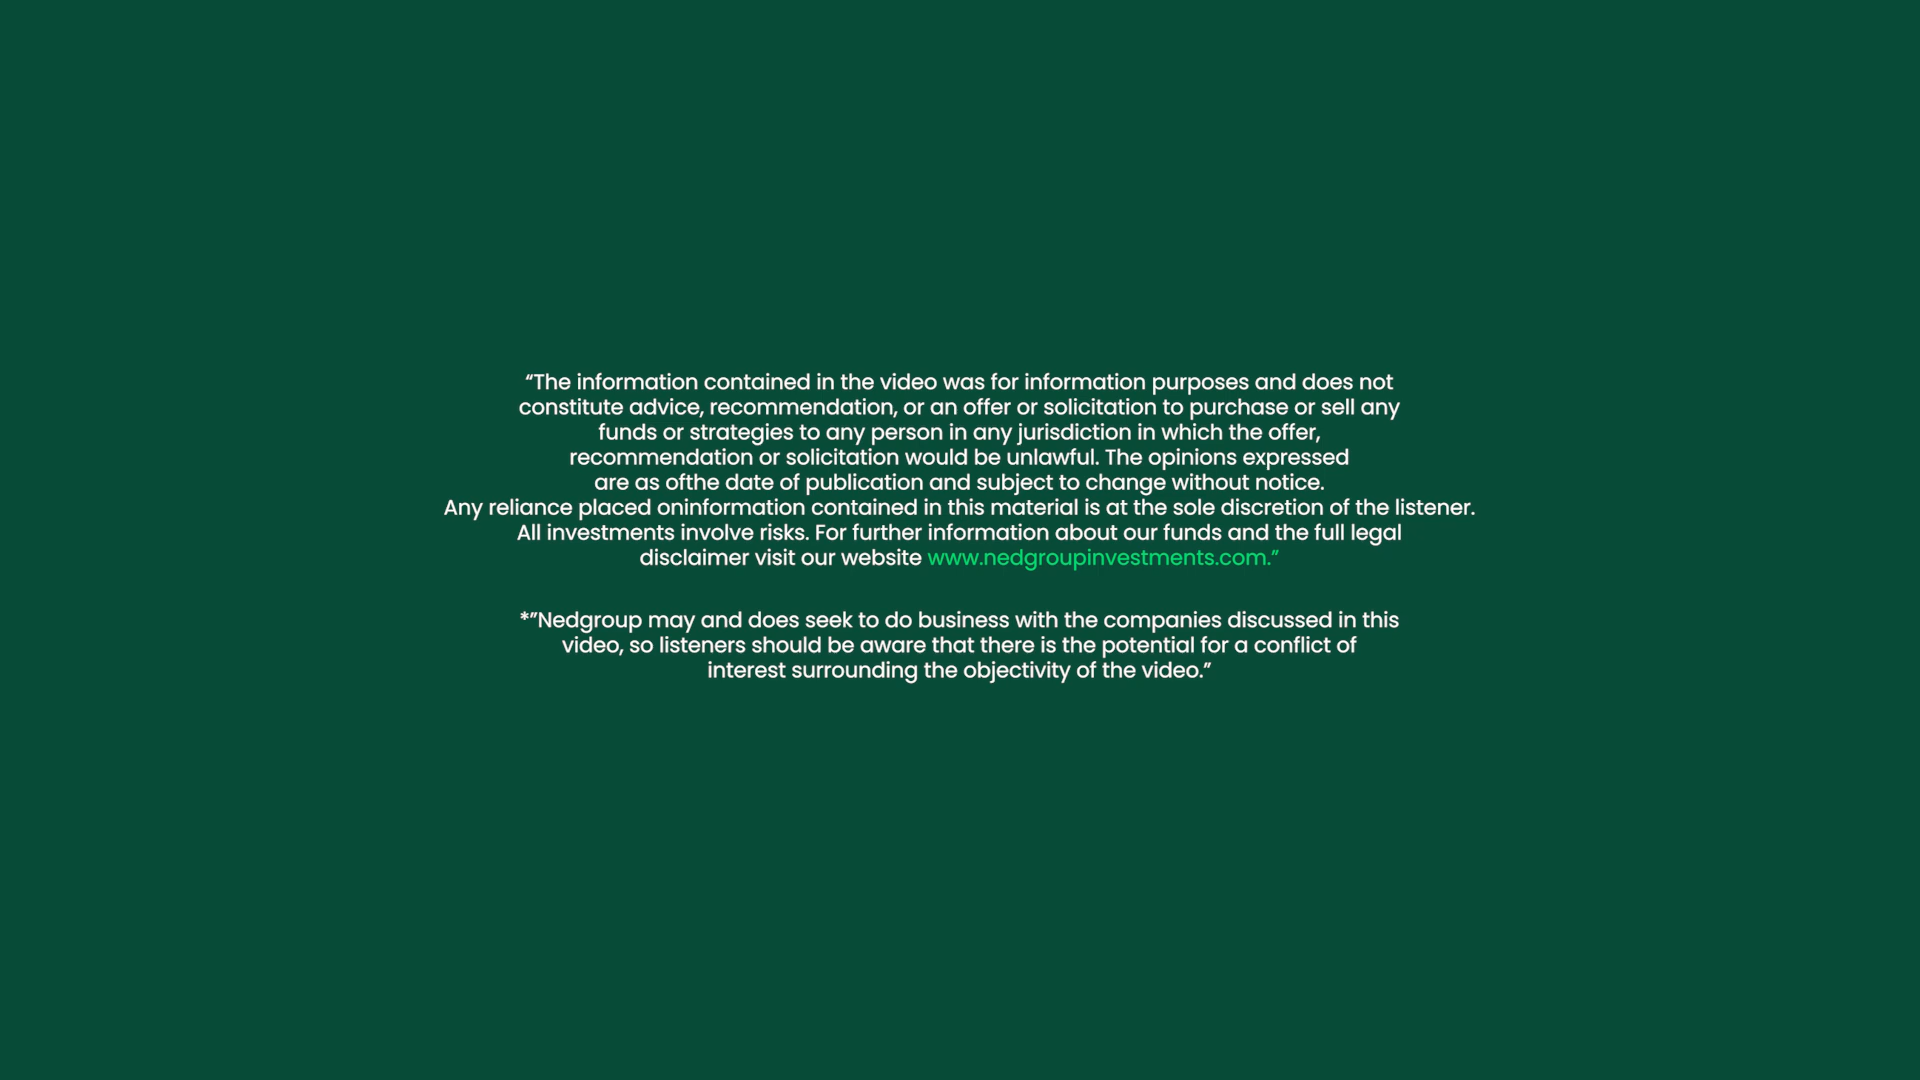 “The information contained in the video was for information purposes and does not
constitute advice, recommendation, or an offer or solicitation to purchase or sell any
funds or strategies to any person in any jurisdiction in which the offer,
recommendation or solicitation would be unlawful. The opinions expressed
are as ofthe date of publication and subject to change without notice.
Any reliance placed oninformation contained in this material is at the sole discretion of the listener.
All investments involve risks. For further information about our funds and the full legal
disclaimer visit our website www.nedgroupinvestments.com.”
*”Nedgroup may and does seek to do business with the companies discussed in this
video, so listeners should be aware that there is the potential for a conflict of
interest surrounding the objectivity of the video.”